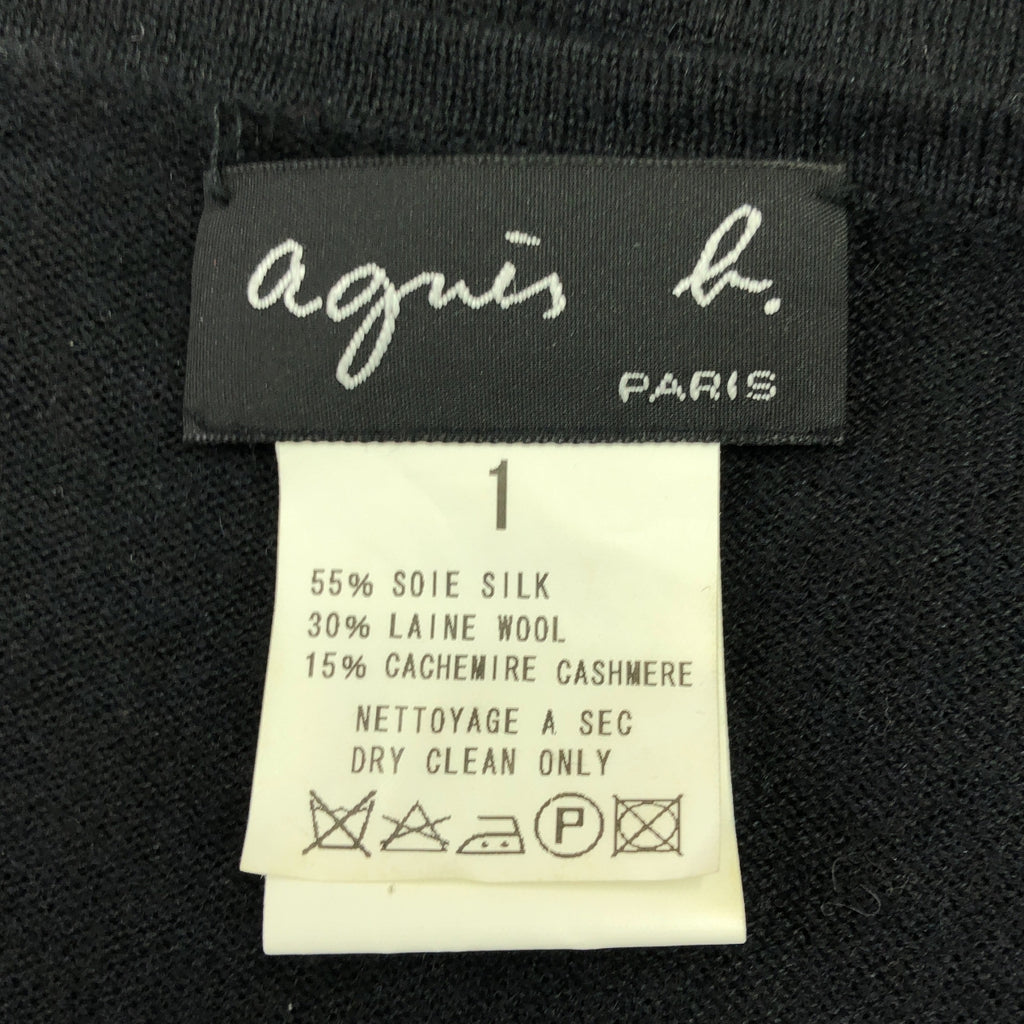 agnès b.
PARIS
1
55% SOIE SILK
30% LAINE WOOL
15% CACHEMIRE CASHMERE
NETTOYAGE A SEC
DRY CLEAN ONLY
P